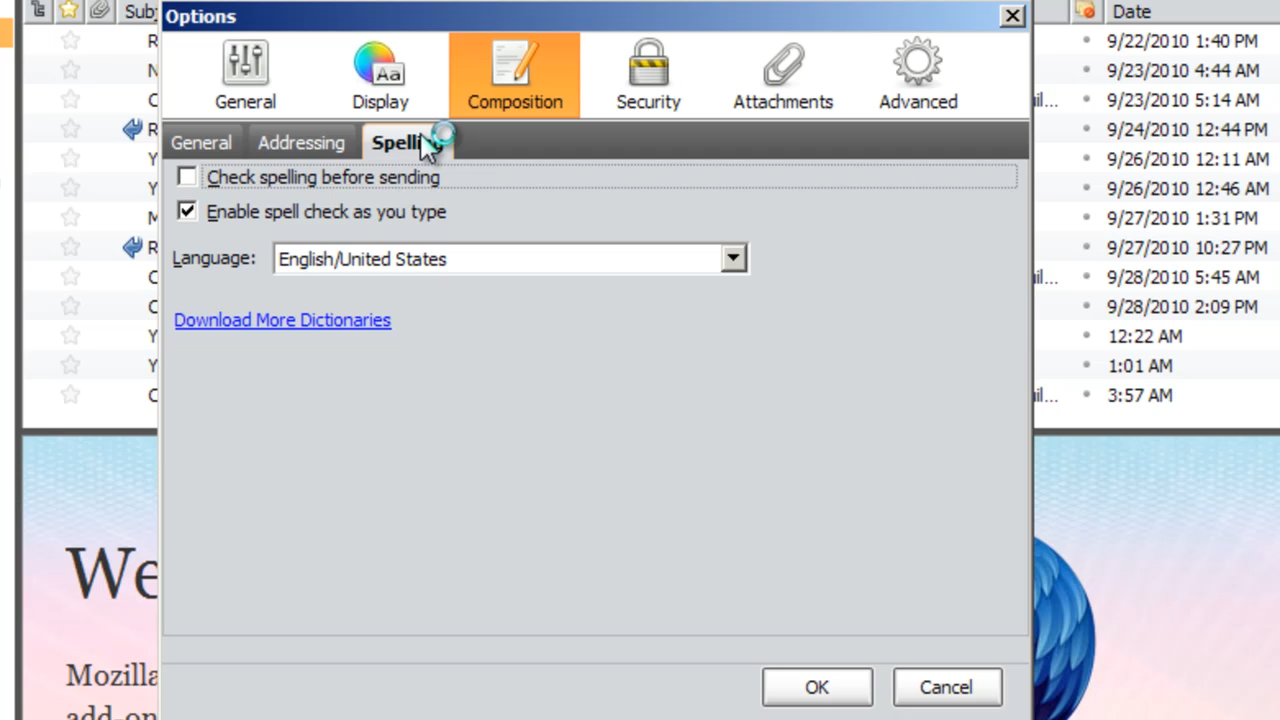 Options
Subj
Date
General
Display
Composition
Security
Attachments
Advanced
General
Addressing
Check spelling before sending
Enable spell check as you type
Language:
English/United States
Download More Dictionaries
OK
Cancel
9/22/2010 1:40 PM
9/23/2010 4:44 AM
9/23/2010 5:14 AM
9/24/2010 12:44 PM
9/26/2010 12:11 AM
9/26/2010 12:46 AM
9/27/2010 1:31 PM
9/27/2010 10:27 PM
9/28/2010 5:45 AM
9/28/2010 2:09 PM
12:22 AM
1:01 AM
3:57 AM
We
Mozilla
add-on